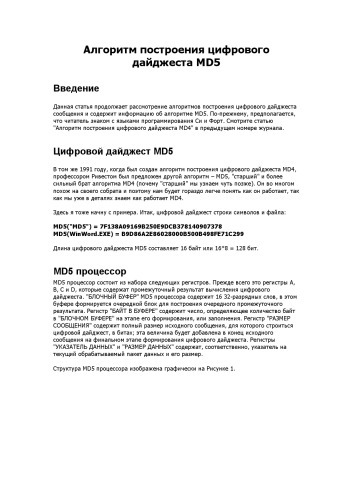 Алгоритм построения цифрового
дайджеста MD5
Введение
Данная статья продолжает рассмотрение алгоритмов построения цифрового дайджеста
сообщения и содержит информацию об алгоритме MD5. По-прежнему, предполагается,
что читатель знаком с языками программирования Си и Форт. Смотрите статью
"Алгоритм построения цифрового дайджеста MD4" в предыдущем номере журнала.
Цифровой дайджест MD5
В том же 1991 году, когда был создан алгоритм построения цифрового дайджеста MD4,
профессором Ривестом был предложен другой алгоритм – MD5, "старший" и более
сильный брат алгоритма MD4 (почему "старший" мы узнаем чуть позже). Он во многом
похож на своего собрата и поэтому нам будет гораздо легче понять как он работает, так
как мы уже в деталях знаем как работает MD4.
Здесь я тоже начну с примера. Итак, цифровой дайджест строки символов и файла:
MD5("MD5") = 7F138A09169B250E9DCB378140907378
MD5(WinWord.EXE) = B9D86A2EB6028000B500B498FE71C299
Длина цифрового дайджеста MD5 составляет 16 байт или 16*8 = 128 бит.
MD5 процессор
MD5 процессор состоит из набора следующих регистров. Прежде всего это регистры A,
B, C и D, которые содержат промежуточный результат вычисления цифрового
дайджеста. "БЛОЧНЫЙ БУФЕР" MD5 процессора содержит 16 32-разрядных слов, в этом
буфере формируется очередной блок для построения очередного промежуточного
результата. Регистр "БАЙТ В БУФЕРЕ" содержит число, определяющее количество байт
в "БЛОЧНОМ БУФЕРЕ" на этапе его формирования, или заполнения. Регистр "РАЗМЕР
СООБЩЕНИЯ" содержит полный размер исходного сообщения, для которого строиться
цифровой дайджест, в битах; эта величина будет добавлена в конец исходного
сообщения на финальном этапе формирования цифрового дайджеста. Регистры
"УКАЗАТЕЛЬ ДАННЫХ" и "РАЗМЕР ДАННЫХ" содержат, соответственно, указатель на
текущий обрабатываемый пакет данных и его размер.
Структура MD5 процессора изображена графически на Рисунке 1.